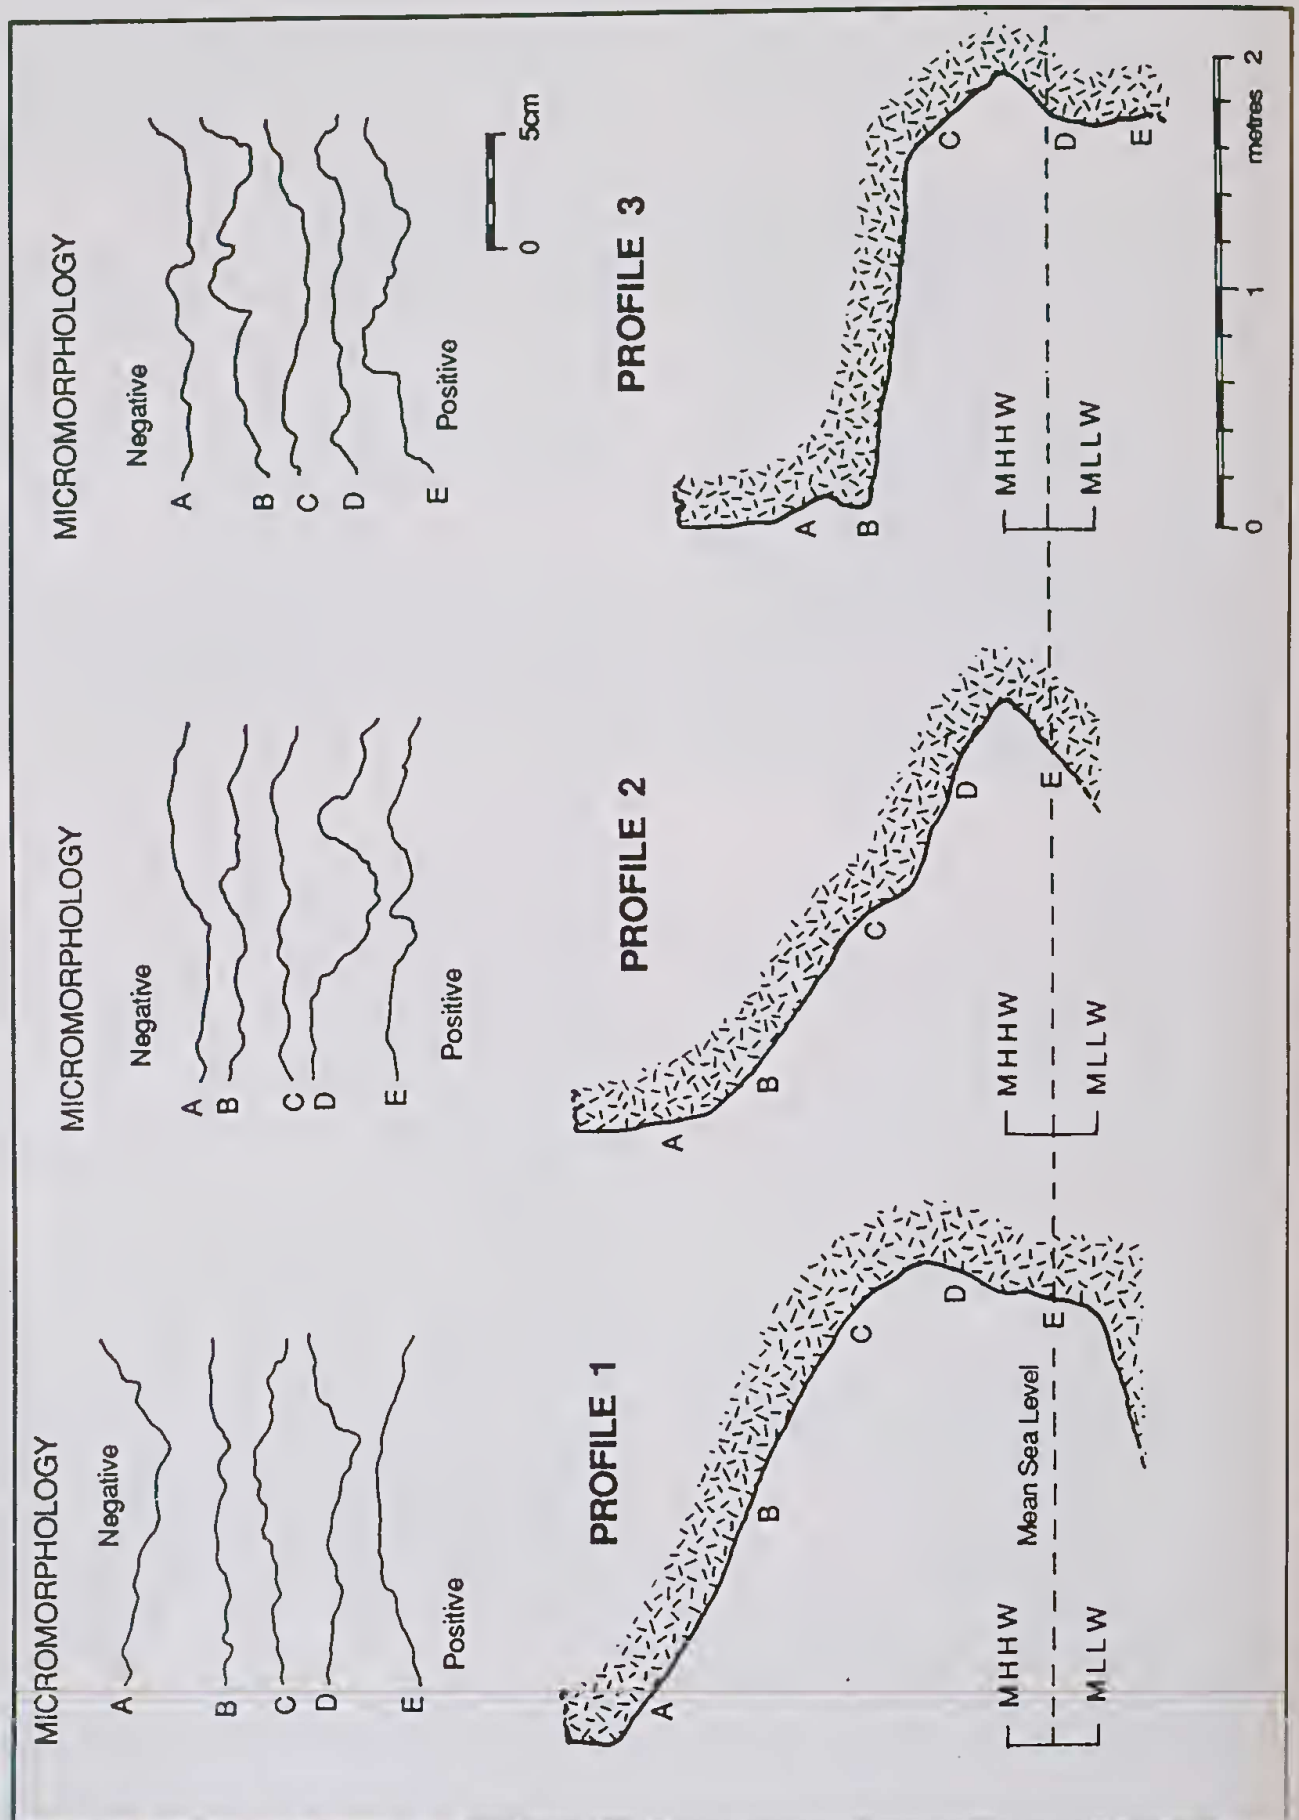 MICROMORPHOLOGY
Negative
A
B
C
D
E
Positive
PROFILE 1
A
B
C
D
E
Mean Sea Level
MHHW
MLLW
MICROMORPHOLOGY
Negative
A
B
C
D
E
Positive
PROFILE 2
A
B
C
D
E
MHHW
MLLW
MICROMORPHOLOGY
Negative
A
B
C
D
E
Positive
0 5cm
PROFILE 3
A
B
C
D
E
MHHW
MLLW
0 1 metres 2